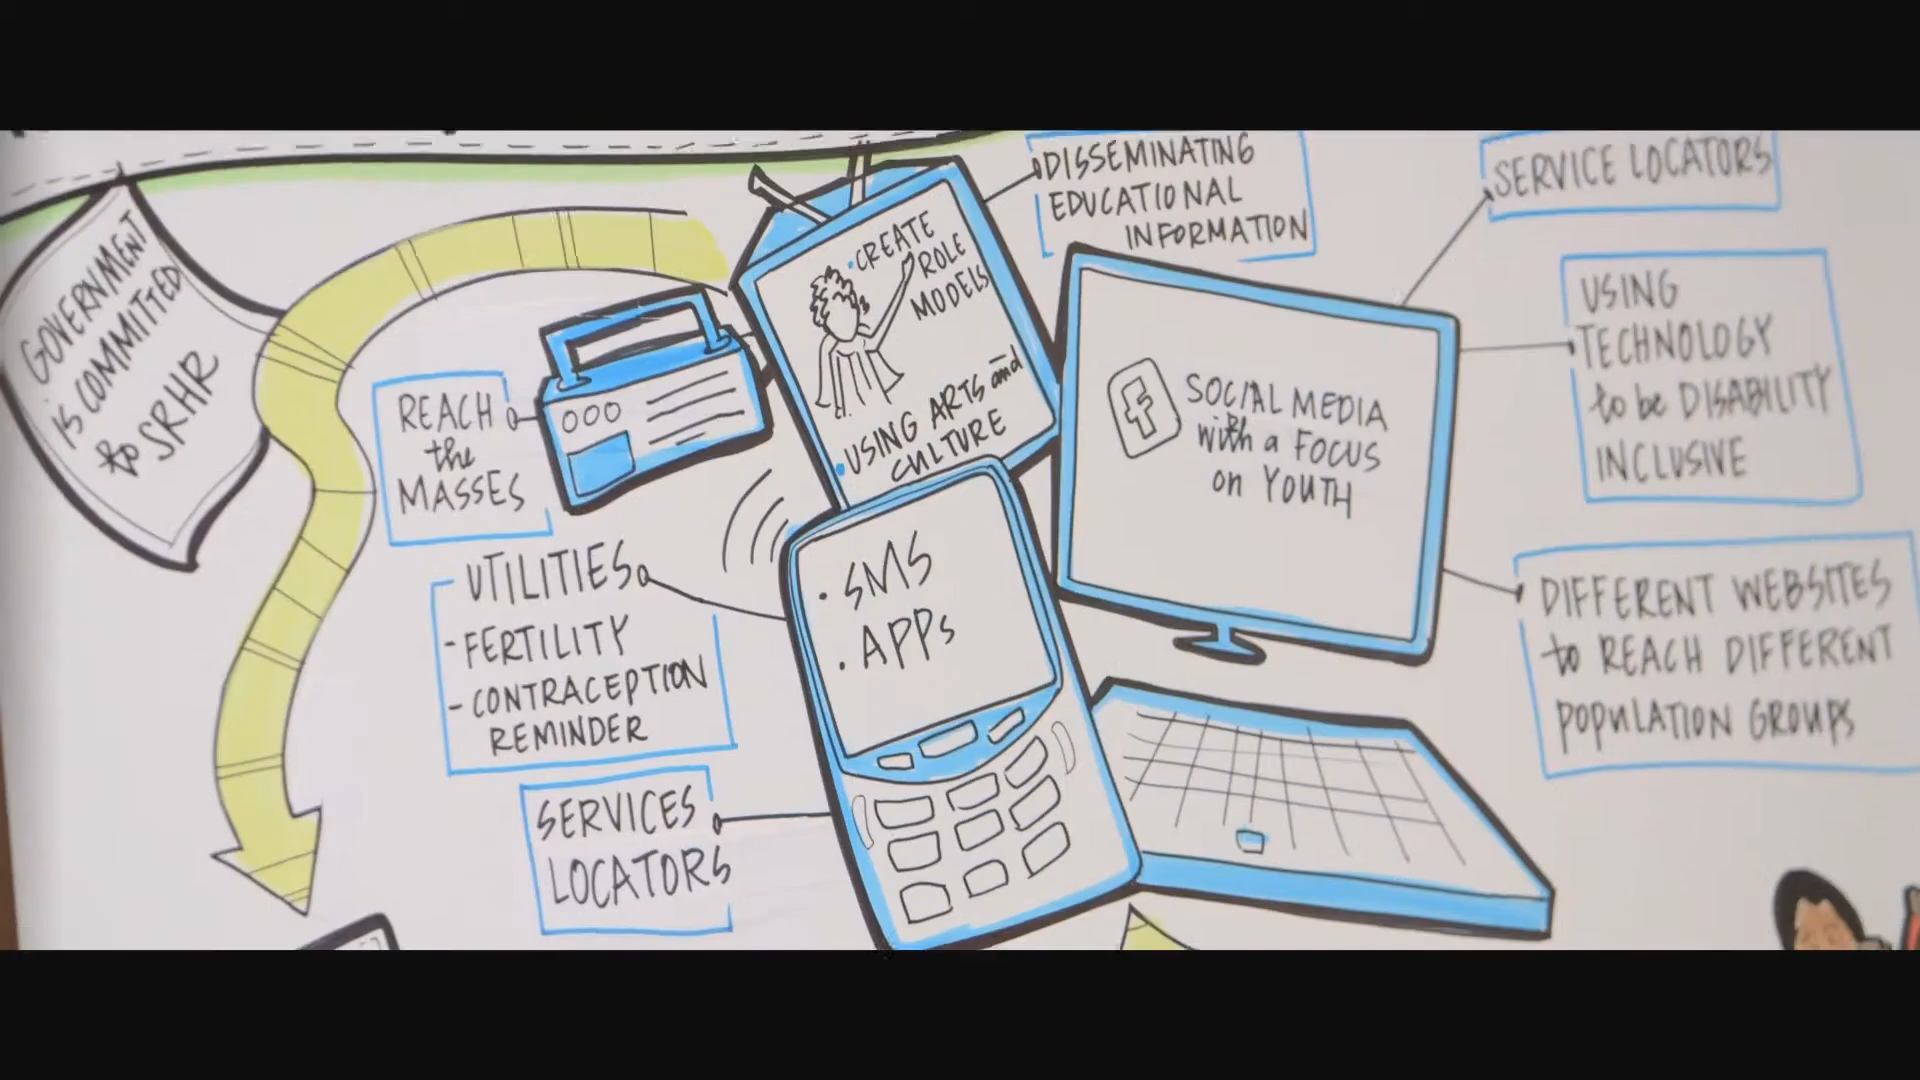 GOVERNMENT
IS COMMITTED
to SRHR
REACH
the
MASSES
• CREATE
ROLE
MODELS
• USING ARTS and
CULTURE
DISSEMINATING
EDUCATIONAL
INFORMATION
SERVICE LOCATORS
USING
TECHNOLOGY
to be DISABILITY
INCLUSIVE
f SOCIAL MEDIA
with a FOCUS
on YOUTH
DIFFERENT WEBSITES
to REACH DIFFERENT
POPULATION GROUPS
UTILITIES
- FERTILITY
- CONTRACEPTION
REMINDER
• SMS
• APPs
SERVICES
LOCATORS